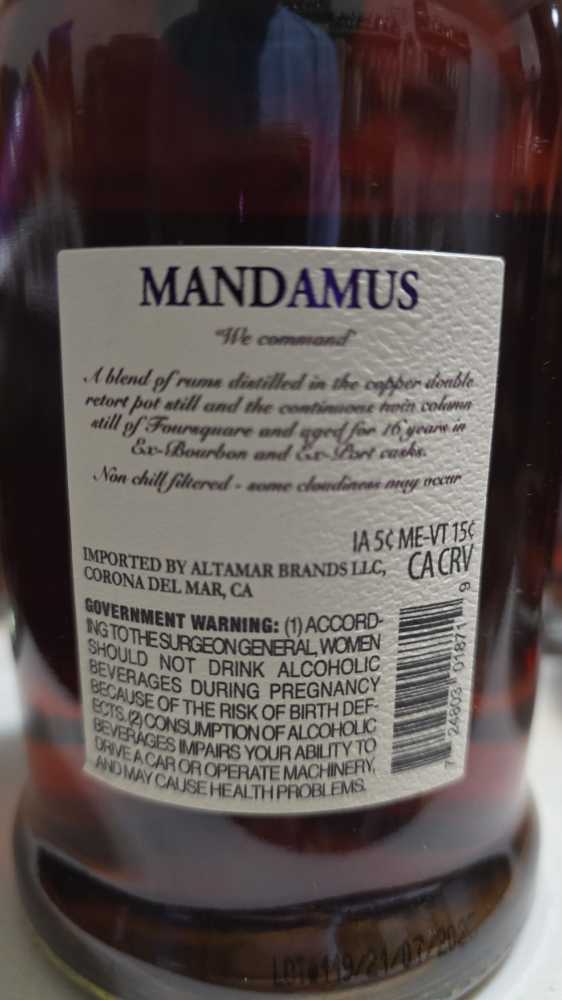 MANDAMUS
"We command"
A blend of rums distilled in the copper double
retort pot still and the continuous twin column
still of Foursquare and aged for 16 years in
Ex-Bourbon and Ex-Port casks.
Non chill filtered - some cloudiness may occur
IA 5¢ ME-VT 15¢
CA CRV
IMPORTED BY ALTAMAR BRANDS LLC,
CORONA DEL MAR, CA
GOVERNMENT WARNING: (1) ACCORD-
ING TO THE SURGEON GENERAL, WOMEN
SHOULD NOT DRINK ALCOHOLIC
BEVERAGES DURING PREGNANCY
BECAUSE OF THE RISK OF BIRTH DEF-
ECTS. (2) CONSUMPTION OF ALCOHOLIC
BEVERAGES IMPAIRS YOUR ABILITY TO
DRIVE A CAR OR OPERATE MACHINERY,
AND MAY CAUSE HEALTH PROBLEMS.
7 24803 01871 9